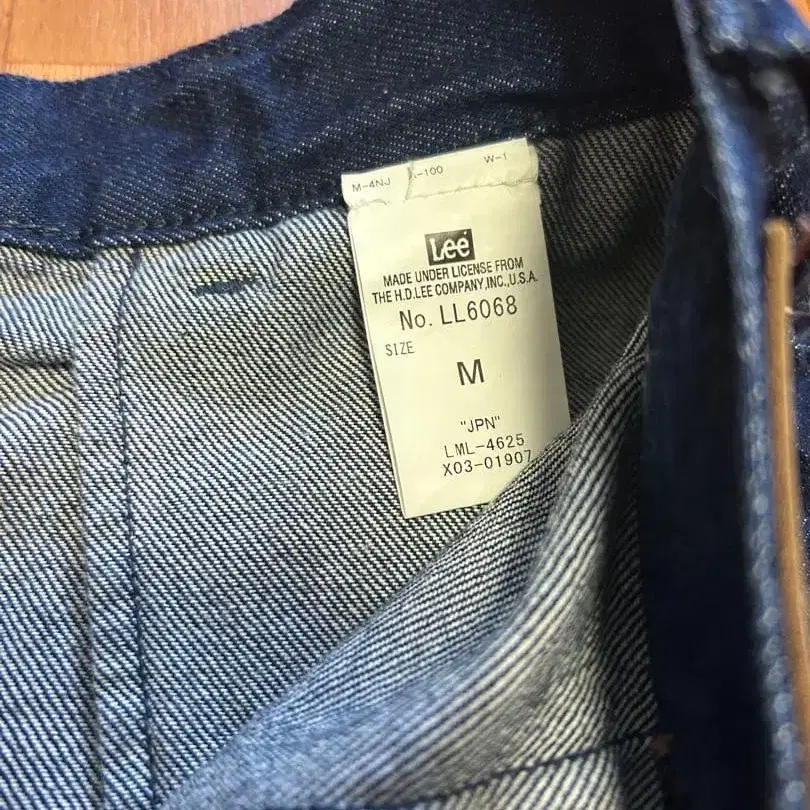 M-4NJ -100 W-1
Lee
MADE UNDER LICENSE FROM
THE H.D.LEE COMPANY,INC.,U.S.A.
No. LL6068
SIZE
M
"JPN"
LML-4625
X03-01907